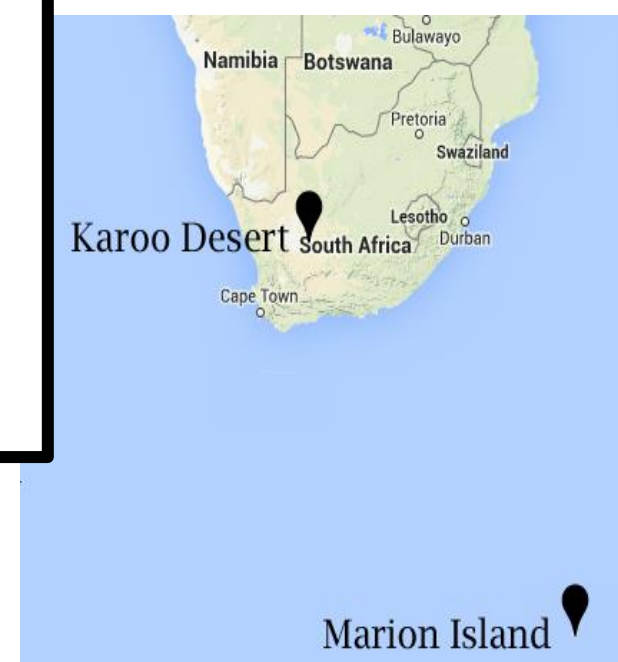 Bulawayo
Namibia
Botswana
Pretoria
Swaziland
Lesotho
Karoo Desert
South Africa
Durban
Cape Town
Marion Island